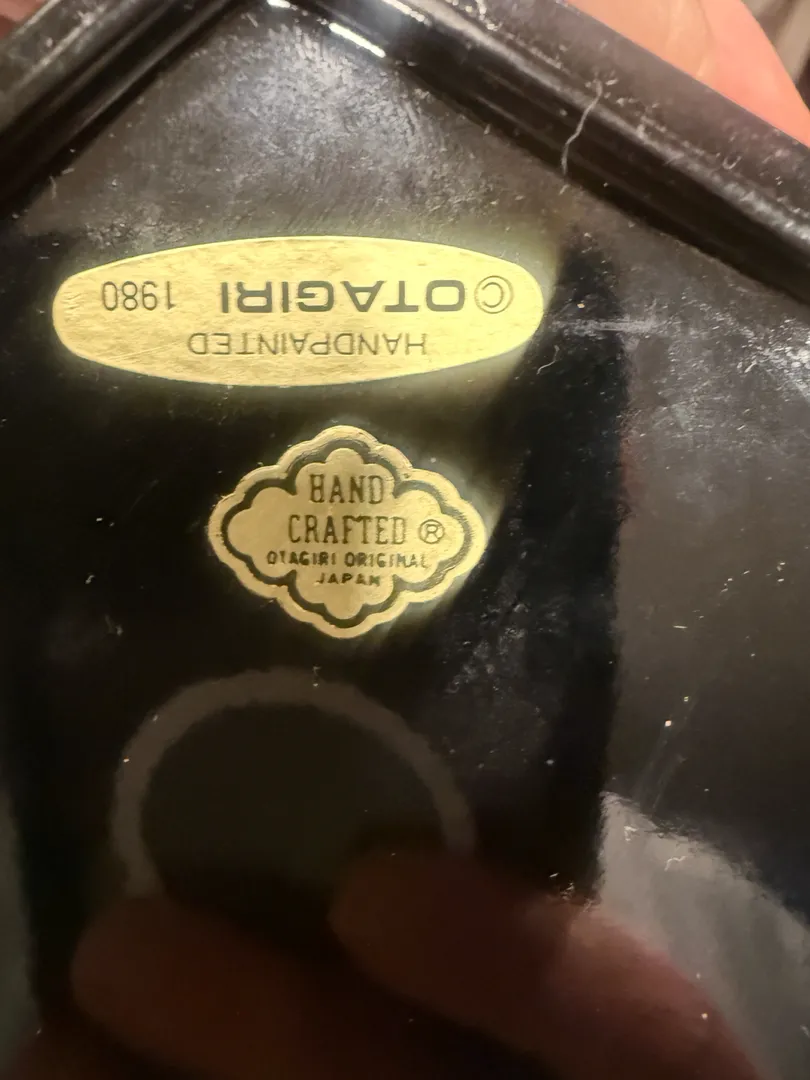 HANDPAINTED
©OTAGIRI 1980
HAND
CRAFTED ®
OTAGIRI ORIGINAL
JAPAN